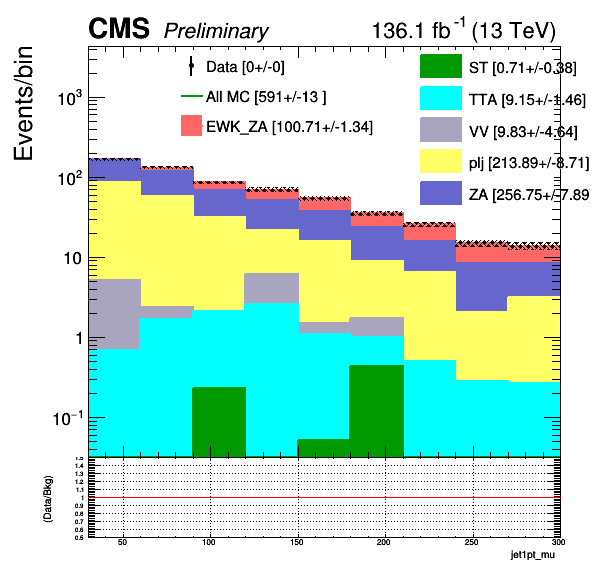 CMS Preliminary 136.1 fb⁻¹ (13 TeV)
Events/bin
Data [0+/-0]
All MC [591+/-13 ]
EWK_ZA [100.71+/-1.34]
ST [0.71+/-0.38]
TTA [9.15+/-1.46]
VV [9.83+/-4.64]
plj [213.89+/-8.71]
ZA [256.75+/-7.89
10³
10²
10
1
10⁻¹
(Data/Bkg)
1.5
1.4
1.3
1.2
1.1
1
0.9
0.8
0.7
0.6
0.5
50 100 150 200 250 300
jet1pt_mu